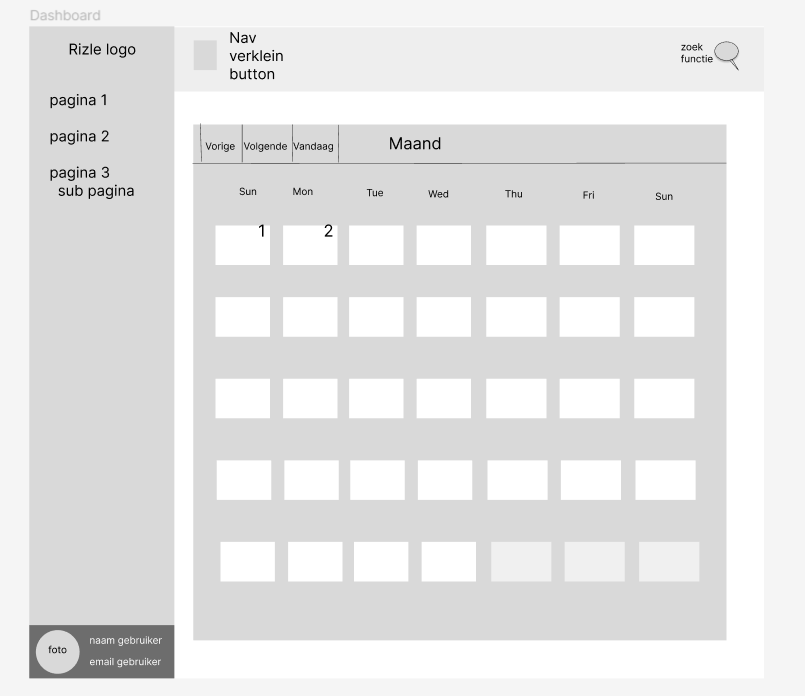 Dashboard
Rizle logo
pagina 1
pagina 2
pagina 3
sub pagina
Nav
verklein
button
zoek
functie
Vorige
Volgende
Vandaag
Maand
Sun Mon Tue Wed Thu Fri Sun
1 2
foto
naam gebruiker
email gebruiker